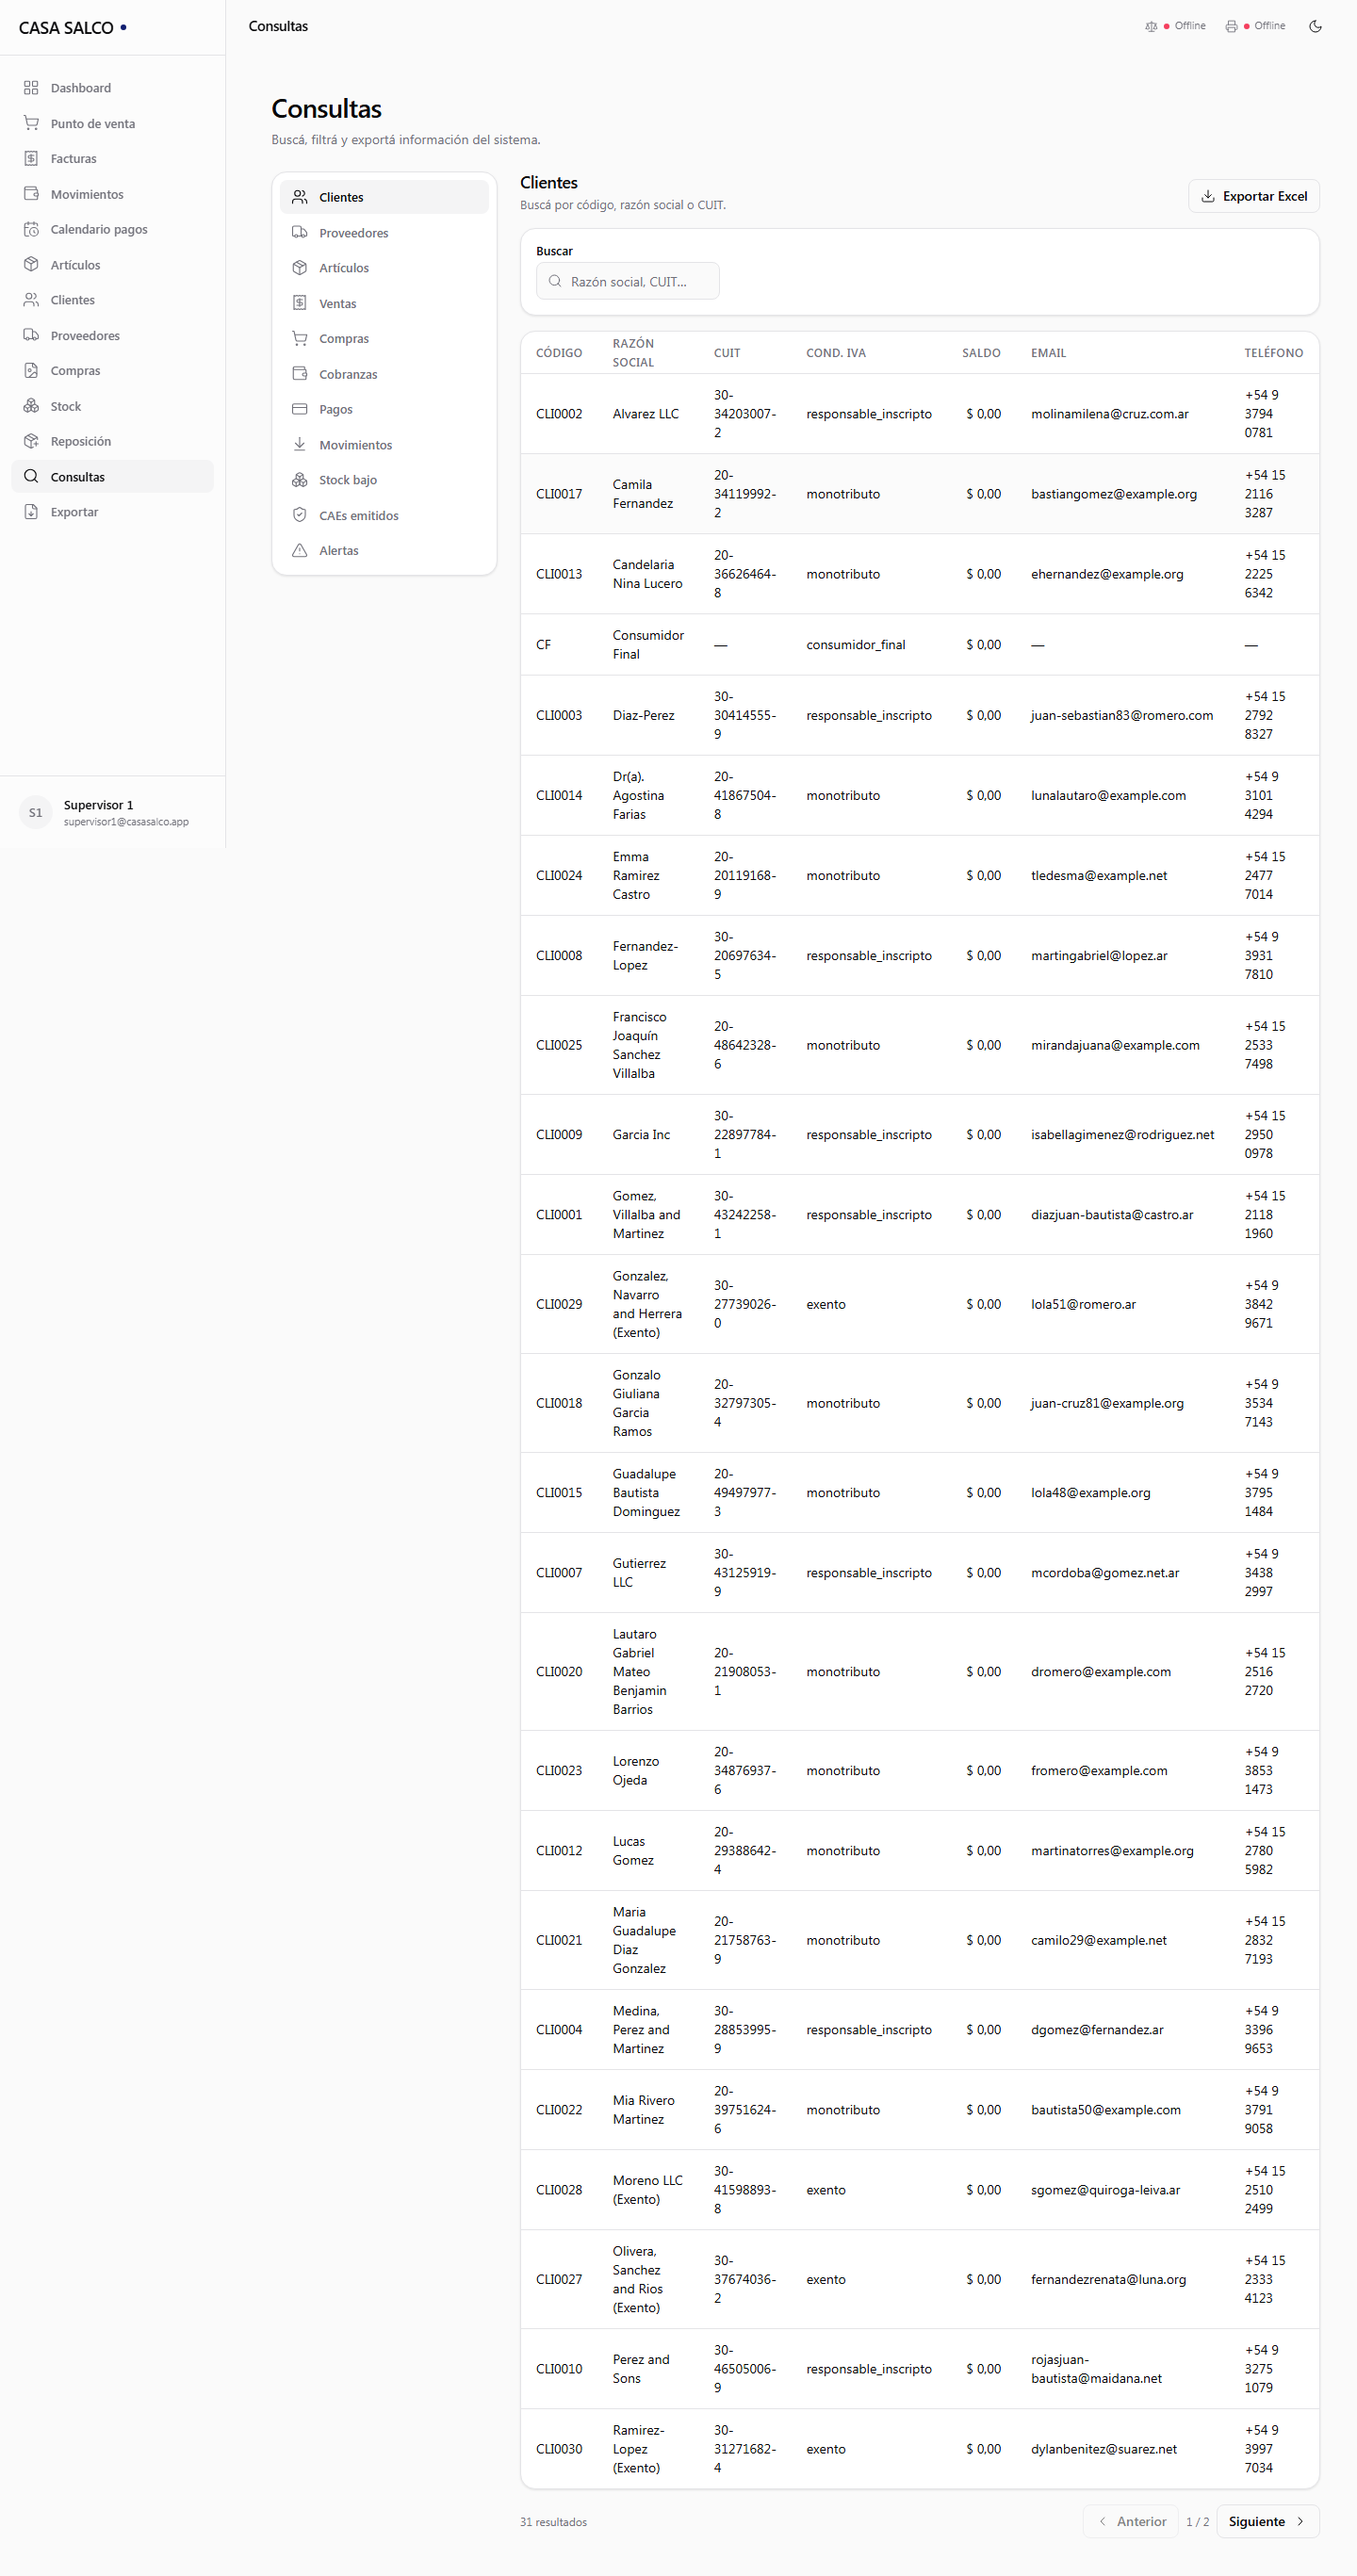 CASA SALCO
Consultas
Offline
Offline
Dashboard
Punto de venta
Facturas
Movimientos
Calendario pagos
Artículos
Clientes
Proveedores
Compras
Stock
Reposición
Consultas
Exportar
S1
Supervisor 1
supervisor1@casasalco.app
Consultas
Buscá, filtrá y exportá información del sistema.
Clientes
Proveedores
Artículos
Ventas
Compras
Cobranzas
Pagos
Movimientos
Stock bajo
CAEs emitidos
Alertas
Clientes
Buscá por código, razón social o CUIT.
Exportar Excel
Buscar
Razón social, CUIT...
CÓDIGO RAZÓN SOCIAL CUIT COND. IVA SALDO EMAIL TELÉFONO
CLI0002 Alvarez LLC 30-34203007-2 responsable_inscripto $ 0,00 molinamilena@cruz.com.ar +54 9 3794 0781
CLI0017 Camila Fernandez 20-34119992-2 monotributo $ 0,00 bastiangomez@example.org +54 15 2116 3287
CLI0013 Candelaria Nina Lucero 20-36626464-8 monotributo $ 0,00 ehernandez@example.org +54 15 2225 6342
CF Consumidor Final — consumidor_final $ 0,00 — —
CLI0003 Diaz-Perez 30-30414555-9 responsable_inscripto $ 0,00 juan-sebastian83@romero.com +54 15 2792 8327
CLI0014 Dr(a). Agostina Farias 20-41867504-8 monotributo $ 0,00 lunalautaro@example.com +54 9 3101 4294
CLI0024 Emma Ramirez Castro 20-20119168-9 monotributo $ 0,00 tledesma@example.net +54 15 2477 7014
CLI0008 Fernandez-Lopez 30-20697634-5 responsable_inscripto $ 0,00 martingabriel@lopez.ar +54 9 3931 7810
CLI0025 Francisco Joaquín Sanchez Villalba 20-48642328-6 monotributo $ 0,00 mirandajuana@example.com +54 15 2533 7498
CLI0009 Garcia Inc 30-22897784-1 responsable_inscripto $ 0,00 isabellagimenez@rodriguez.net +54 15 2950 0978
CLI0001 Gomez, Villalba and Martinez 30-43242258-1 responsable_inscripto $ 0,00 diazjuan-bautista@castro.ar +54 15 2118 1960
CLI0029 Gonzalez, Navarro and Herrera (Exento) 30-27739026-0 exento $ 0,00 lola51@romero.ar +54 9 3842 9671
CLI0018 Gonzalo Giuliana Garcia Ramos 20-32797305-4 monotributo $ 0,00 juan-cruz81@example.org +54 9 3534 7143
CLI0015 Guadalupe Bautista Dominguez 20-49497977-3 monotributo $ 0,00 lola48@example.org +54 9 3795 1484
CLI0007 Gutierrez LLC 30-43125919-9 responsable_inscripto $ 0,00 mcordoba@gomez.net.ar +54 9 3438 2997
CLI0020 Lautaro Gabriel Mateo Benjamin Barrios 20-21908053-1 monotributo $ 0,00 dromero@example.com +54 15 2516 2720
CLI0023 Lorenzo Ojeda 20-34876937-6 monotributo $ 0,00 fromero@example.com +54 9 3853 1473
CLI0012 Lucas Gomez 20-29388642-4 monotributo $ 0,00 martinatorres@example.org +54 15 2780 5982
CLI0021 Maria Guadalupe Diaz Gonzalez 20-21758763-9 monotributo $ 0,00 camilo29@example.net +54 15 2832 7193
CLI0004 Medina, Perez and Martinez 30-28853995-9 responsable_inscripto $ 0,00 dgomez@fernandez.ar +54 9 3396 9653
CLI0022 Mia Rivero Martinez 20-39751624-6 monotributo $ 0,00 bautista50@example.com +54 9 3791 9058
CLI0028 Moreno LLC (Exento) 30-41598893-8 exento $ 0,00 sgomez@quiroga-leiva.ar +54 15 2510 2499
CLI0027 Olivera, Sanchez and Rios (Exento) 30-37674036-2 exento $ 0,00 fernandezrenata@luna.org +54 15 2333 4123
CLI0010 Perez and Sons 30-46505006-9 responsable_inscripto $ 0,00 rojasjuan-bautista@maidana.net +54 9 3275 1079
CLI0030 Ramirez-Lopez (Exento) 30-31271682-4 exento $ 0,00 dylanbenitez@suarez.net +54 9 3997 7034
31 resultados
Anterior 1 / 2 Siguiente